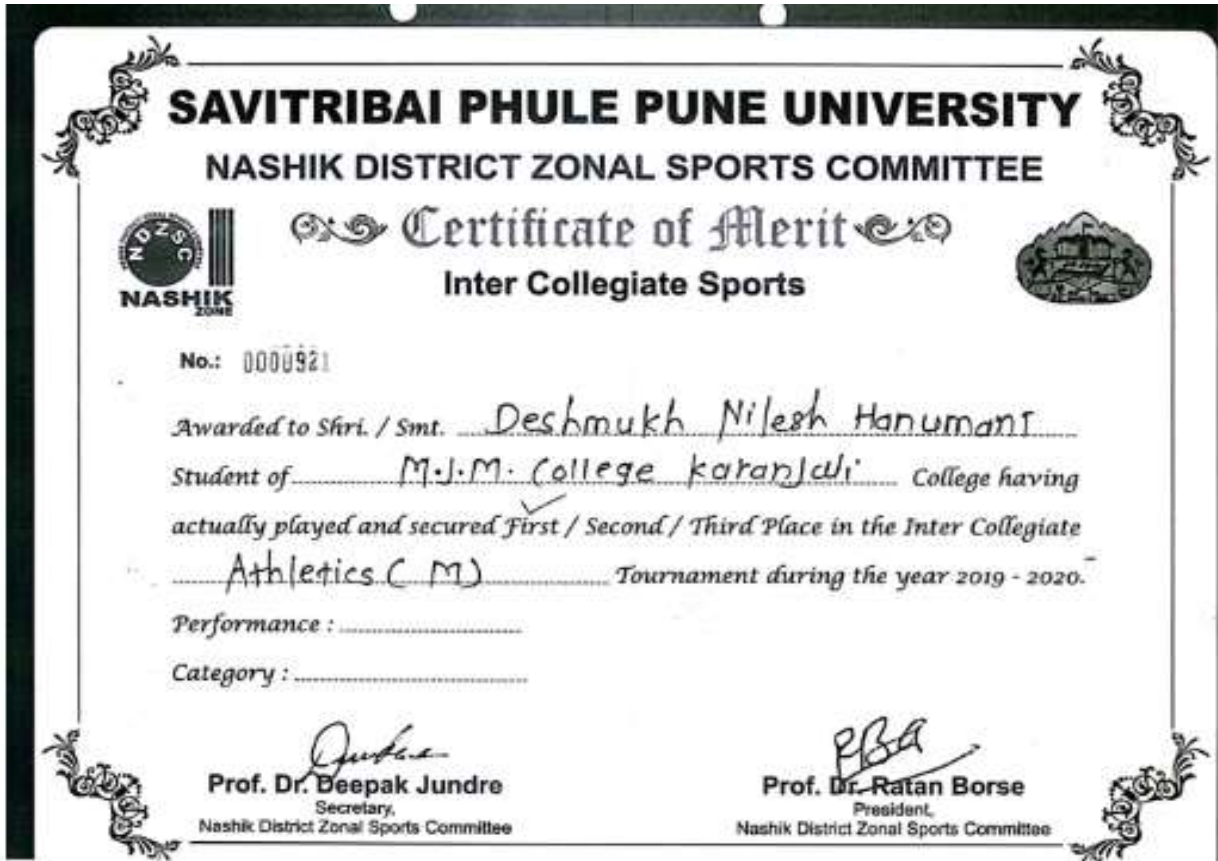 SAVITRIBAI PHULE PUNE UNIVERSITY
NASHIK DISTRICT ZONAL SPORTS COMMITTEE
Certificate of Merit
Inter Collegiate Sports
NDZSC
NASHIK
ZONE
No.: 0000921
Awarded to Shri. / Smt. Deshmukh Nilesh Hanumant
Student of M.J.M. College Karanjali College having
actually played and secured First / Second / Third Place in the Inter Collegiate
Athletics (M) Tournament during the year 2019 - 2020.
Performance :
Category :
Prof. Dr. Deepak Jundre
Secretary,
Nashik District Zonal Sports Committee
Prof. Dr. Ratan Borse
President,
Nashik District Zonal Sports Committee